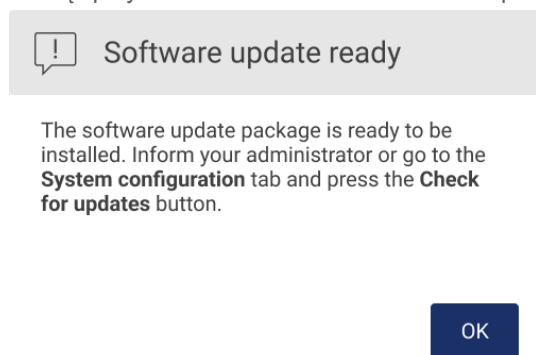 Software update ready
The software update package is ready to be
installed. Inform your administrator or go to the
System configuration tab and press the Check
for updates button.
OK